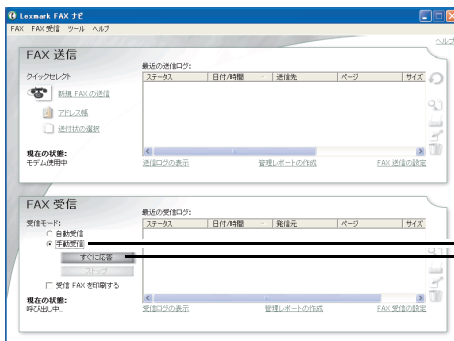 Lexmark FAX ナビ
FAX FAX 受信 ツール ヘルプ
ヘルプ
FAX 送信
クイックセレクト
最近の送信ログ:
ステータス 日付/時間 送信先 ページ サイズ
新規 FAX の送信
アドレス帳
送付状の選択
現在の状態:
モデム使用中
送信ログの表示 管理レポートの作成 FAX 送信の設定
FAX 受信
受信モード:
最近の受信ログ:
ステータス 日付/時間 発信元 ページ サイズ
自動受信
手動受信
すぐに応答
ストップ
受信 FAX を印刷する
現在の状態:
呼び出し中...
受信ログの表示 管理レポートの作成 FAX 受信の設定